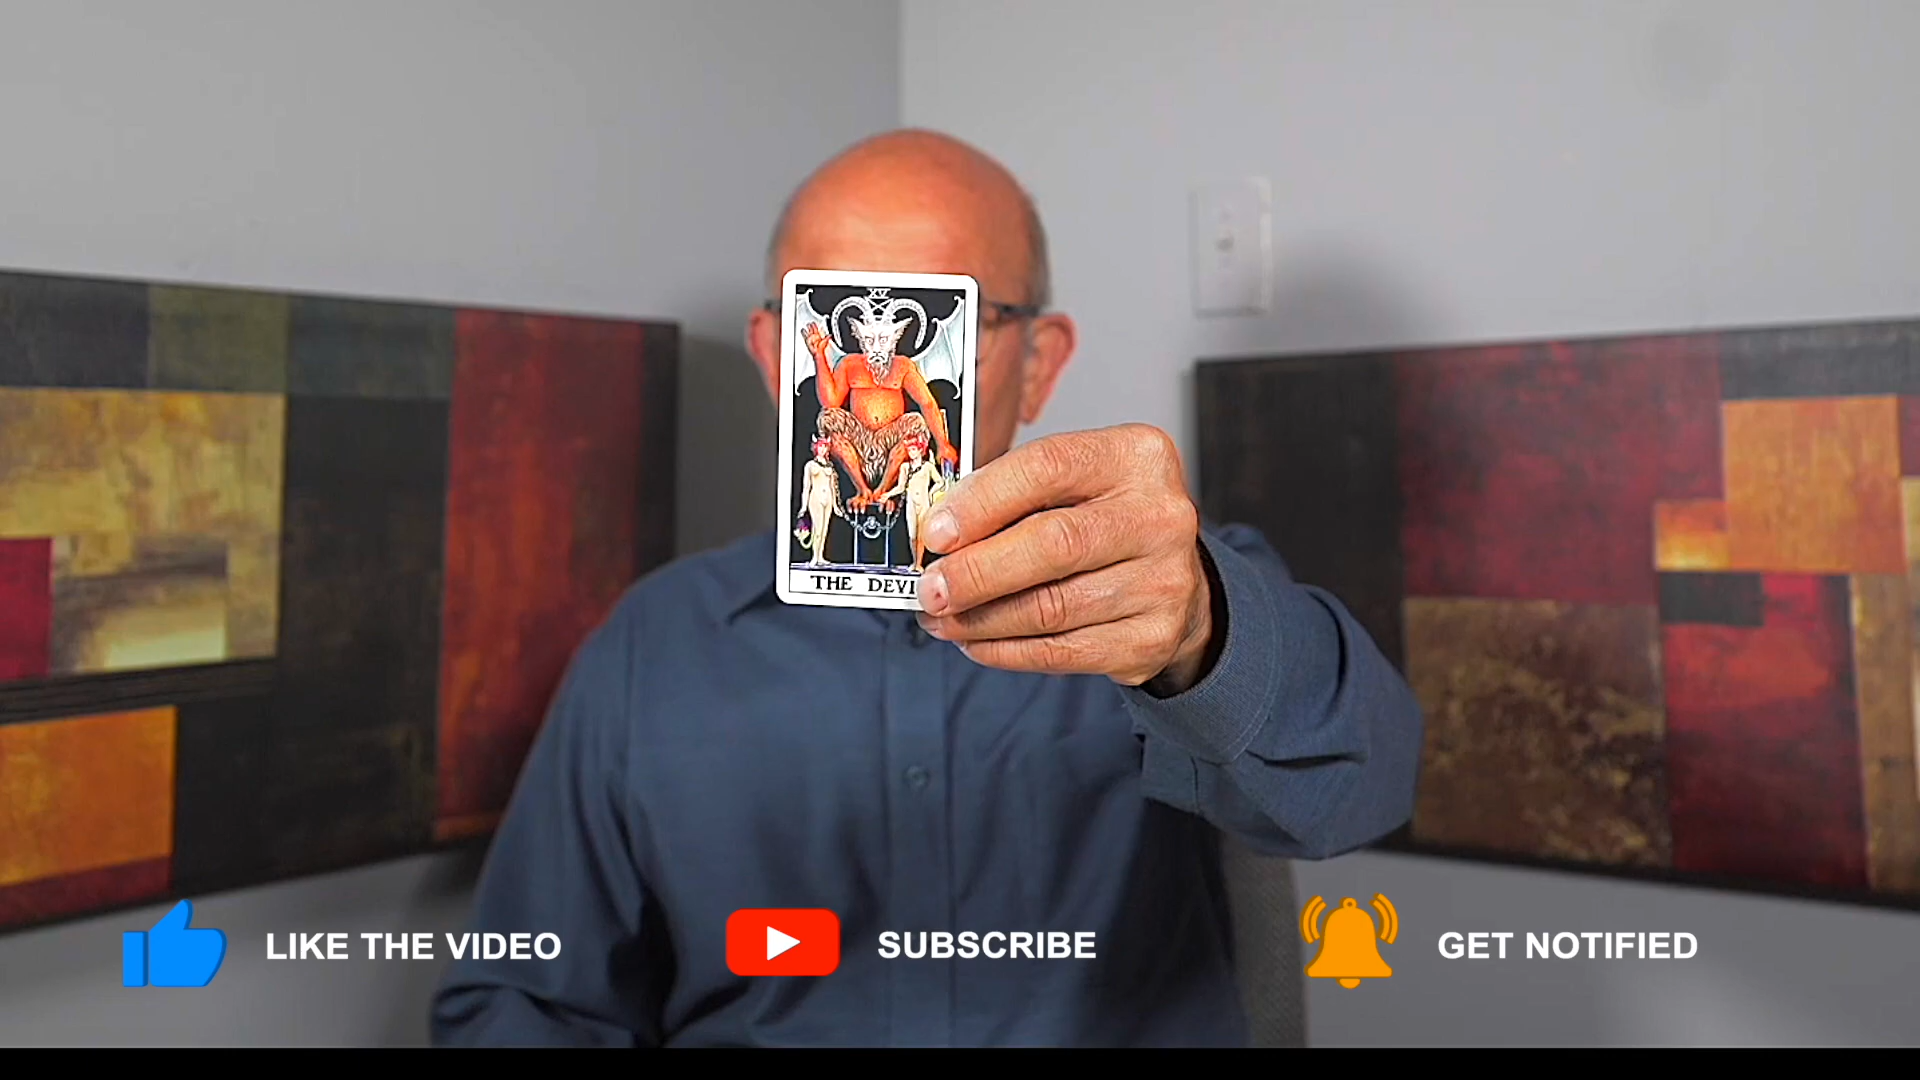 XV
THE DEVI
LIKE THE VIDEO
SUBSCRIBE
GET NOTIFIED